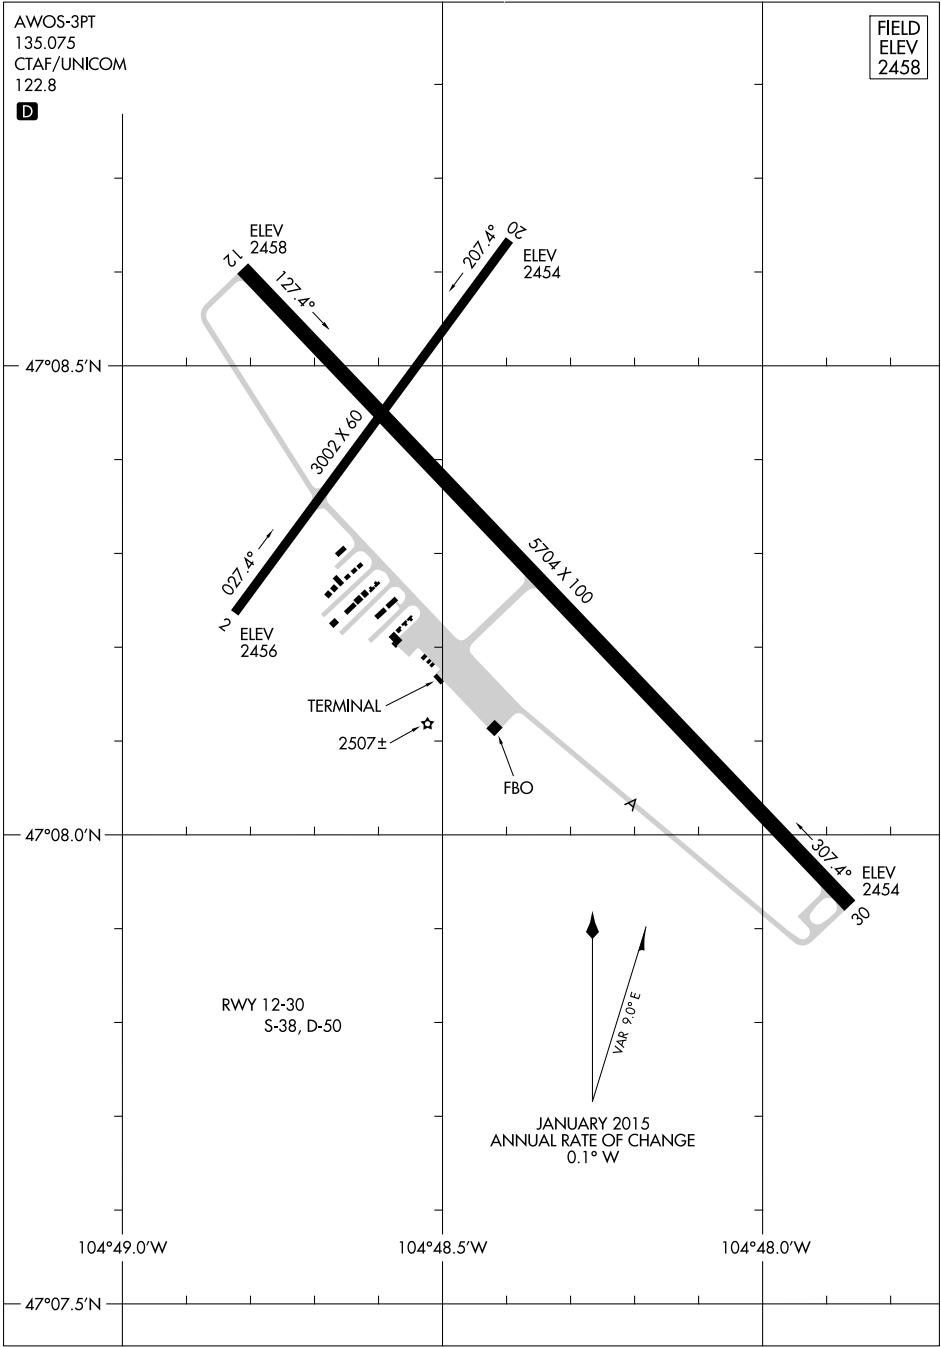 AWOS-3PT
135.075
CTAF/UNICOM
122.8
D
FIELD
ELEV
2458
ELEV
2458
12
127.4°
207.4°
20
ELEV
2454
47°08.5'N
3002 X 60
027.4°
2
ELEV
2456
5704 X 100
TERMINAL
2507±
FBO
A
47°08.0'N
307.4°
ELEV
2454
30
RWY 12-30
S-38, D-50
VAR 9.0° E
JANUARY 2015
ANNUAL RATE OF CHANGE
0.1° W
104°49.0'W
104°48.5'W
104°48.0'W
47°07.5'N